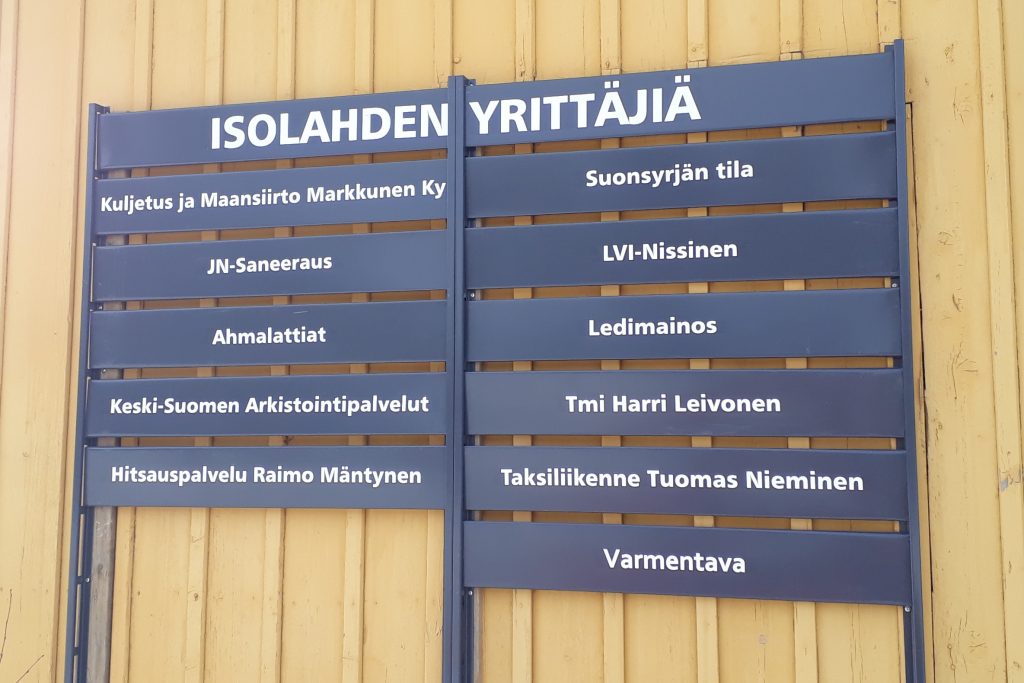 ISOLAHDEN YRITTÄJIÄ
Kuljetus ja Maansiirto Markkunen Ky
JN-Saneeraus
Ahmalattiat
Keski-Suomen Arkistointipalvelut
Hitsauspalvelu Raimo Mäntynen
Suonsyrjän tila
LVI-Nissinen
Ledimainos
Tmi Harri Leivonen
Taksiliikenne Tuomas Nieminen
Varmentava